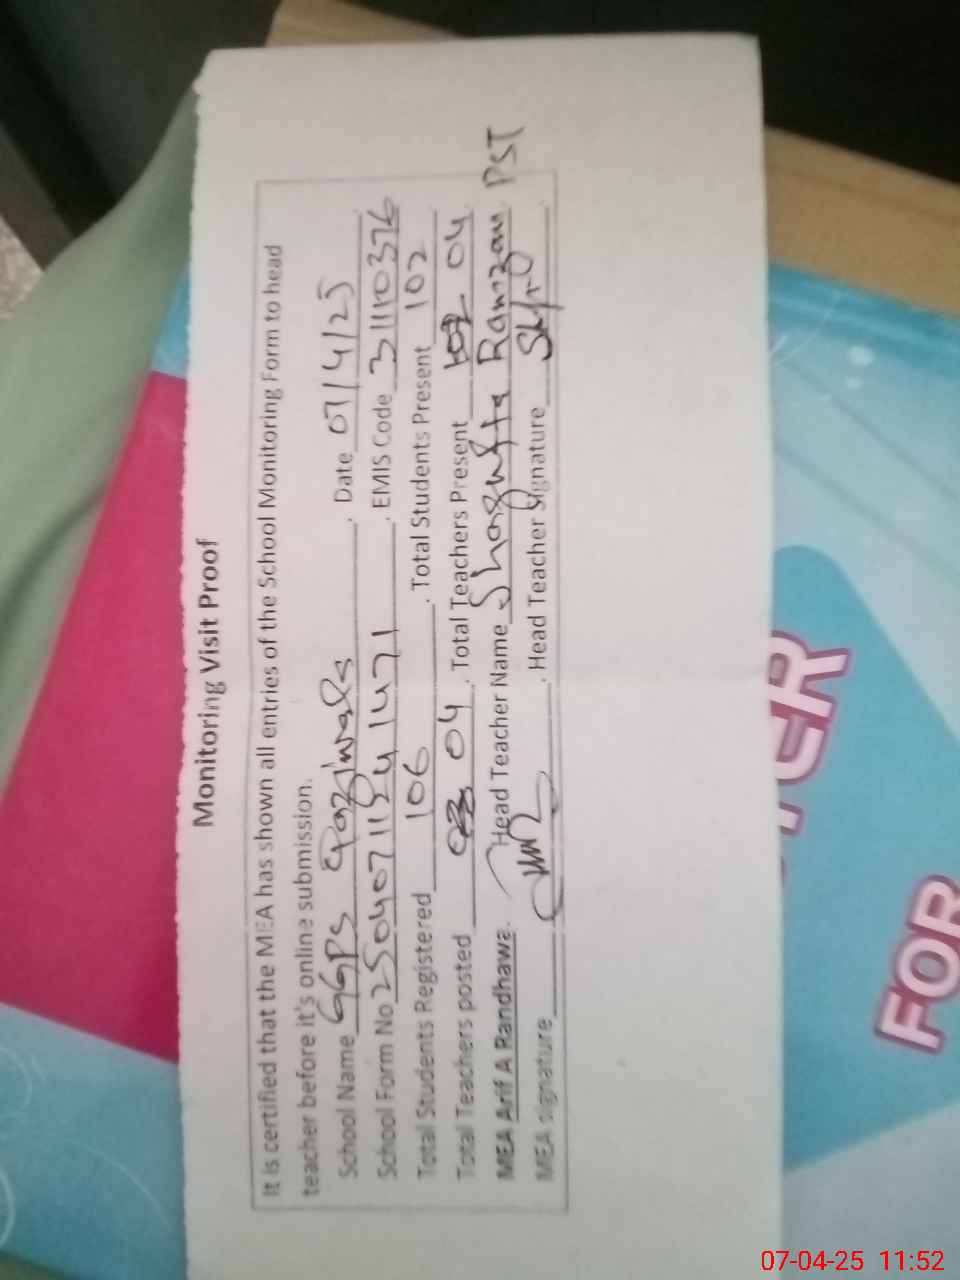 Monitoring Visit Proof
It is certified that the MEA has shown all entries of the School Monitoring Form to head
teacher before it's online submission.
School Name GGPS Qaziwala, Date 07/4/25
School Form No, EMIS Code 31110376
Total Students Registered 106, Total Students Present 102
Total Teachers posted 04, Total Teachers Present 04
MEA Arif A Randhawa. Head Teacher Name Shagufta Ramzan PST
MEA signature, Head Teacher Signature
TER
FOR
07-04-25 11:52